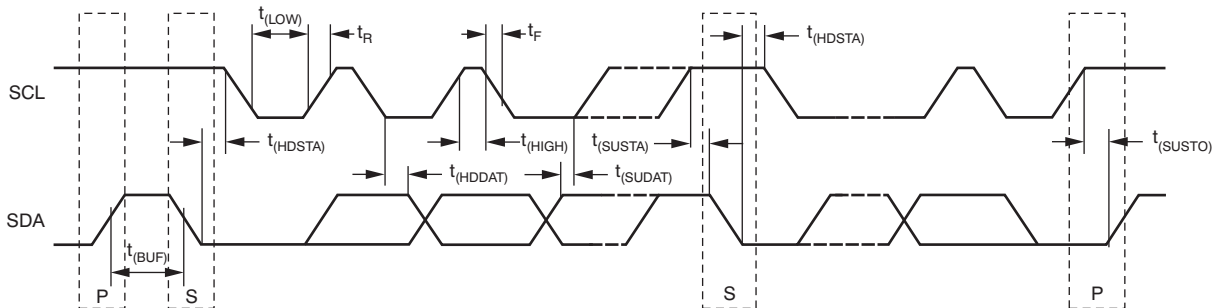 t(LOW)
tR
tF
t(HDSTA)
SCL
t(HDSTA)
t(HIGH)
t(SUSTA)
t(SUSTO)
t(HDDAT)
t(SUDAT)
SDA
t(BUF)
P
S
S
P